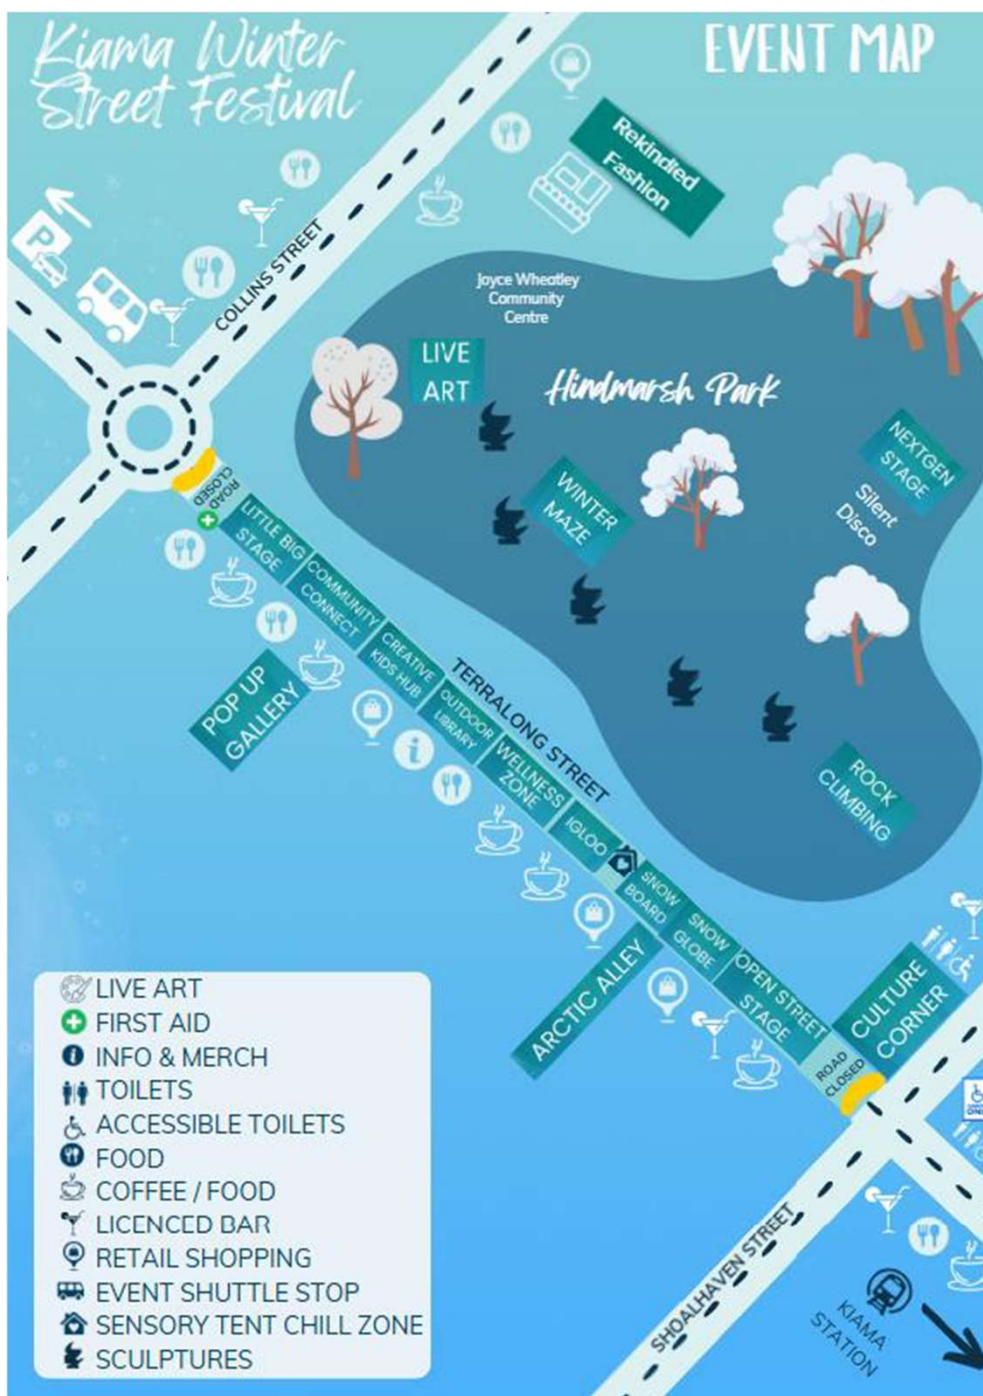 Kiama Winter
Street Festival
EVENT MAP
Rekindled
Fashion
P
COLLINS STREET
Joyce Wheatley
Community
Centre
LIVE
ART
Hindmarsh Park
NEXTGEN
STAGE
Silent
Disco
WINTER
MAZE
ROAD
CLOSED
LITTLE BIG
STAGE
COMMUNITY
CONNECT
CREATIVE
KIDS HUB
OUTDOOR
LIBRARY
TERRALONG STREET
WELLNESS
ZONE
IGLOO
POP UP
GALLERY
ROCK
CLIMBING
SNOW
BOARD
SNOW
GLOBE
OPEN STREET
STAGE
ARCTIC ALLEY
CULTURE
CORNER
ROAD
CLOSED
SHOALHAVEN STREET
KIAMA
STATION
LIVE ART
FIRST AID
INFO & MERCH
TOILETS
ACCESSIBLE TOILETS
FOOD
COFFEE / FOOD
LICENCED BAR
RETAIL SHOPPING
EVENT SHUTTLE STOP
SENSORY TENT CHILL ZONE
SCULPTURES